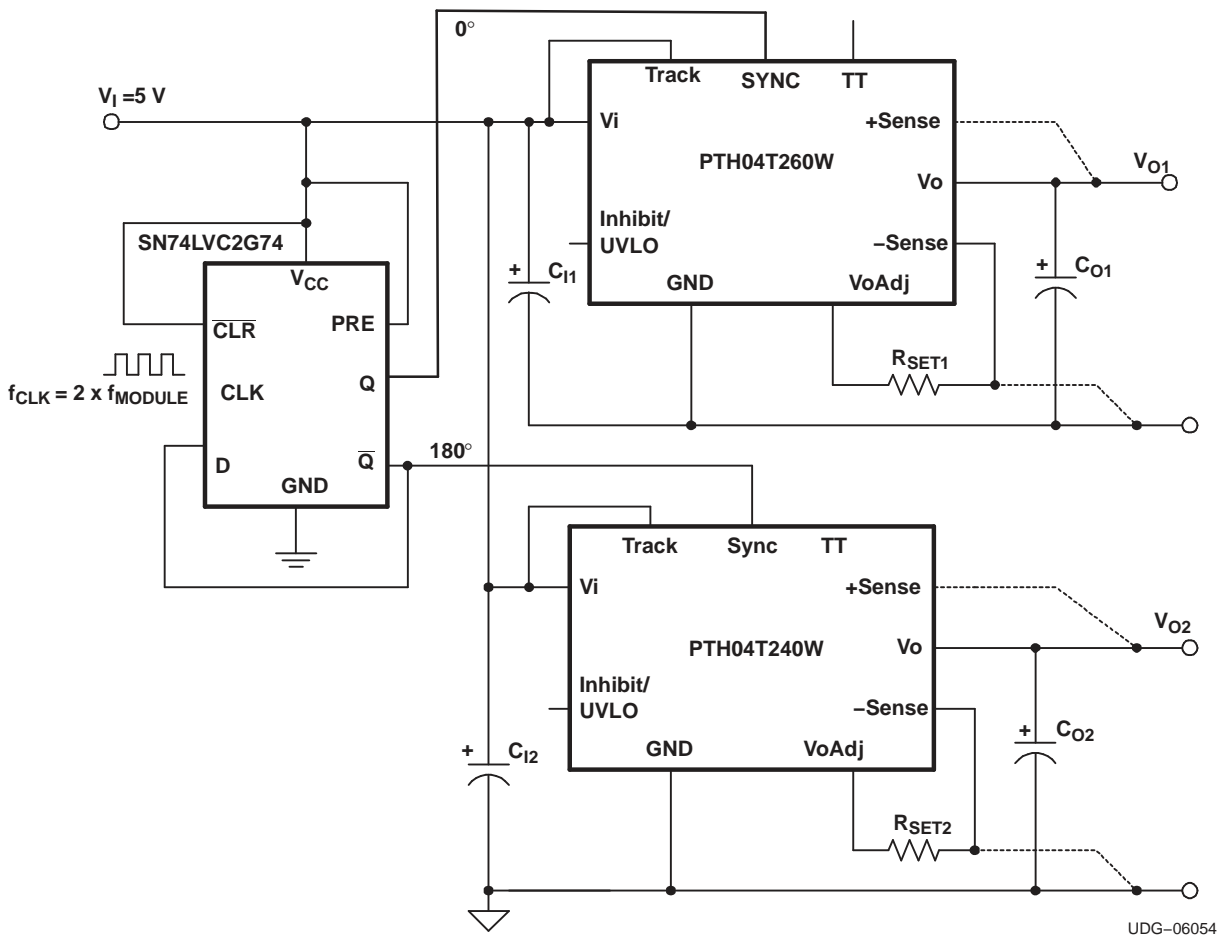 0°
Track
SYNC
TT
V_I =5 V
Vi
+Sense
PTH04T260W
V_O1
Vo
Inhibit/
UVLO
−Sense
SN74LVC2G74
V_CC
+
C_I1
GND
VoAdj
+
C_O1
C̅L̅R̅
PRE
R_SET1
f_CLK = 2 x f_MODULE
CLK
Q
180°
D
Q̅
GND
Track
Sync
TT
Vi
+Sense
V_O2
PTH04T240W
Vo
Inhibit/
UVLO
−Sense
+
C_I2
GND
VoAdj
+
C_O2
R_SET2
UDG−06054